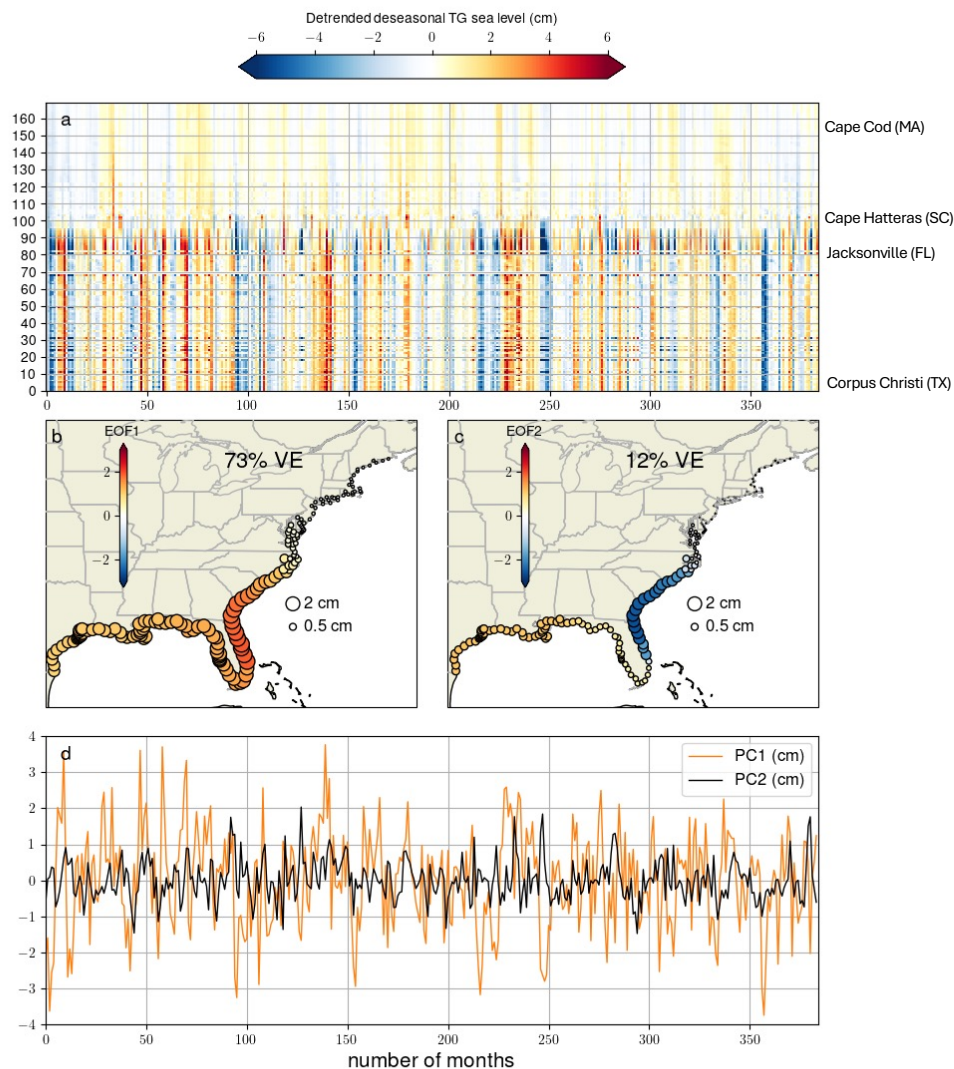 Detrended deseasonal TG sea level (cm)
−6 −4 −2 0 2 4 6
a
160
150
140
130
120
110
100
90
80
70
60
50
40
30
20
10
0
Cape Cod (MA)
Cape Hatteras (SC)
Jacksonville (FL)
Corpus Christi (TX)
0 50 100 150 200 250 300 350
b
EOF1
73% VE
2
0
−2
2 cm
0.5 cm
c
EOF2
12% VE
2
0
−2
2 cm
0.5 cm
d
PC1 (cm)
PC2 (cm)
4
3
2
1
0
−1
−2
−3
−4
0 50 100 150 200 250 300 350
number of months